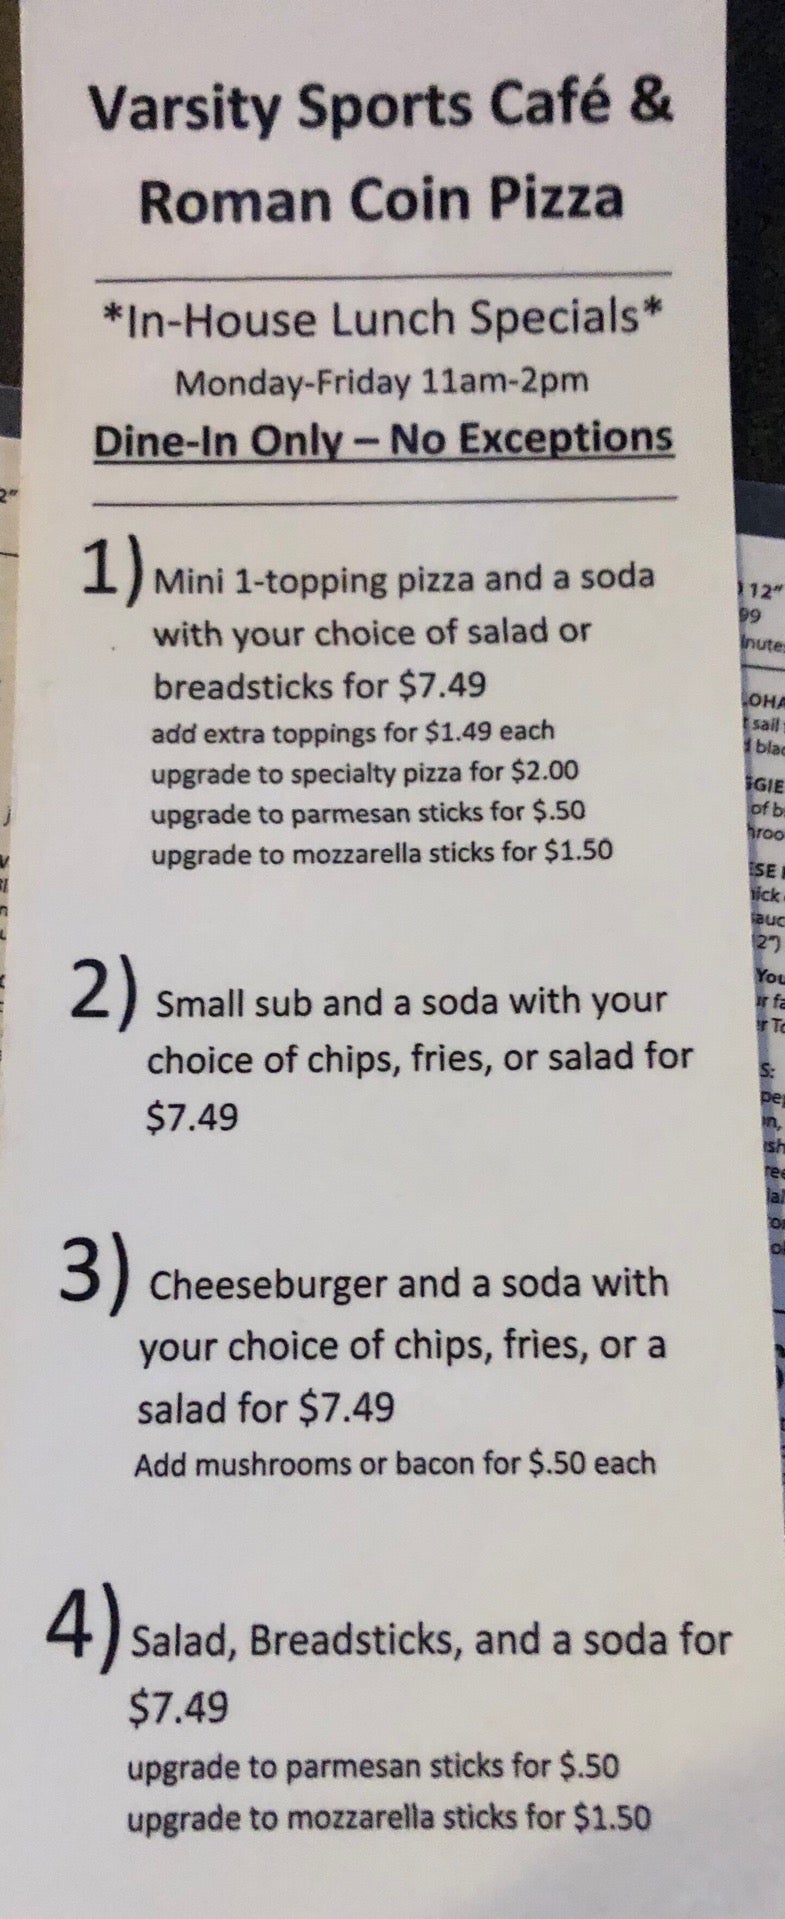 Varsity Sports Café &
Roman Coin Pizza
*In-House Lunch Specials*
Monday-Friday 11am-2pm
Dine-In Only – No Exceptions
1) Mini 1-topping pizza and a soda
with your choice of salad or
breadsticks for $7.49
add extra toppings for $1.49 each
upgrade to specialty pizza for $2.00
upgrade to parmesan sticks for $.50
upgrade to mozzarella sticks for $1.50
2) Small sub and a soda with your
choice of chips, fries, or salad for
$7.49
3) Cheeseburger and a soda with
your choice of chips, fries, or a
salad for $7.49
Add mushrooms or bacon for $.50 each
4) Salad, Breadsticks, and a soda for
$7.49
upgrade to parmesan sticks for $.50
upgrade to mozzarella sticks for $1.50
12"
99
sail
of
You